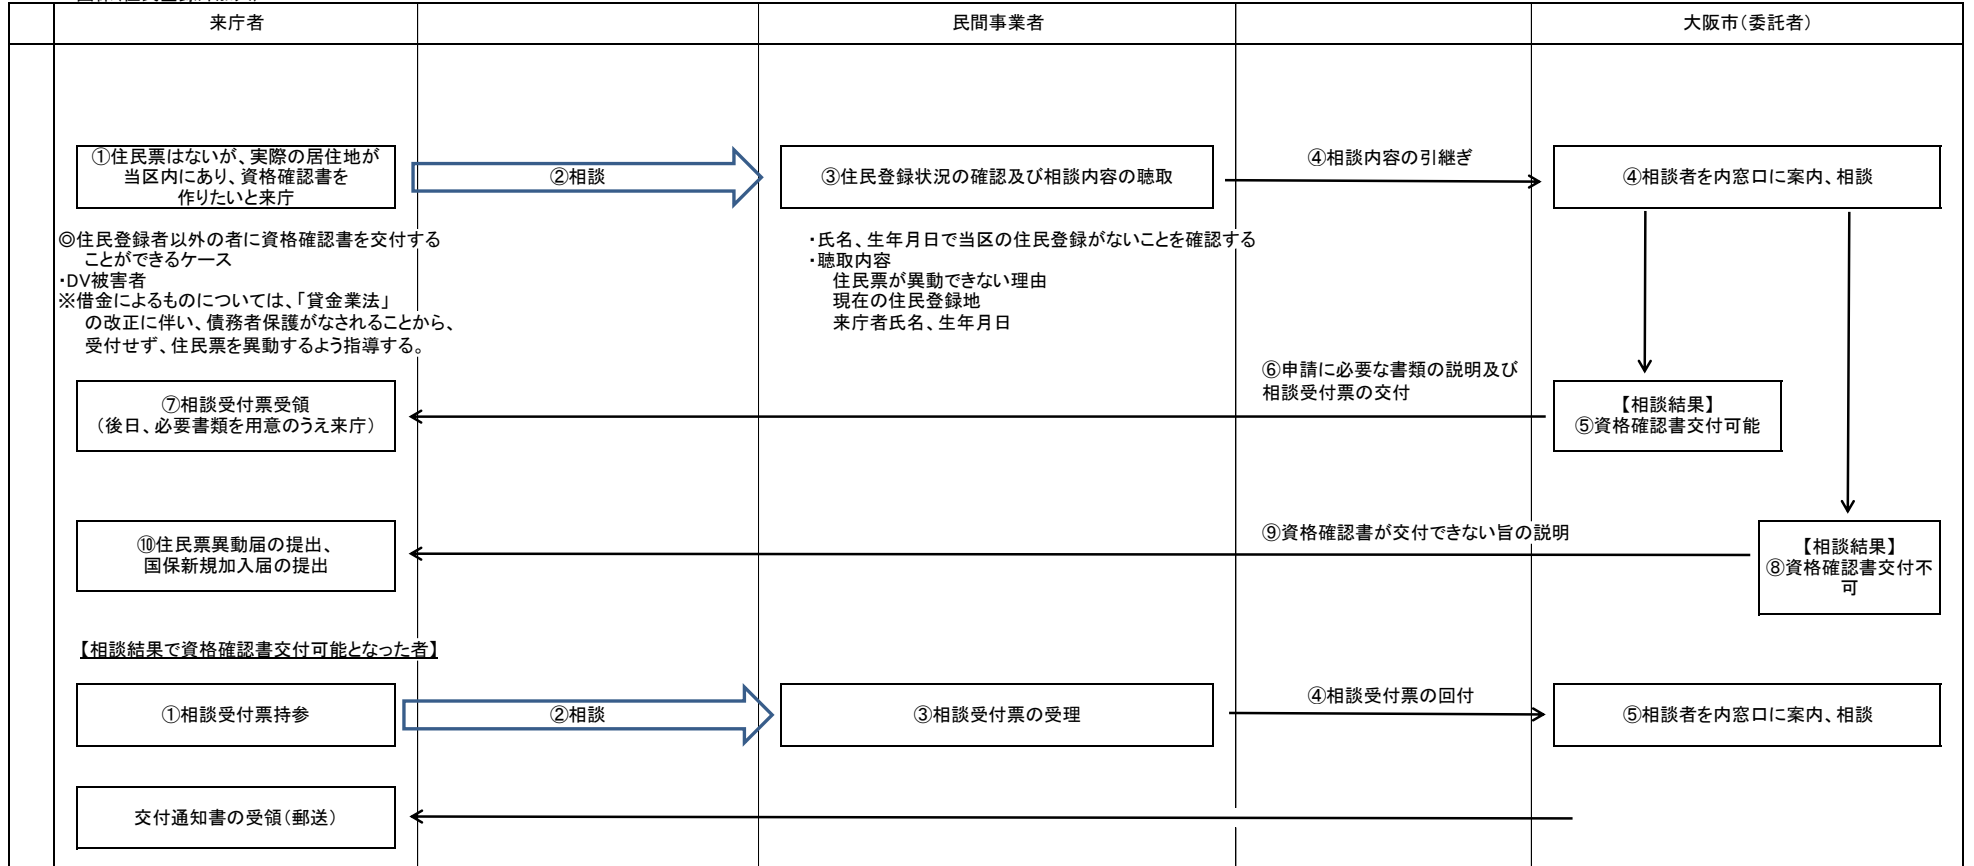 来庁者
民間事業者
大阪市（委託者）
①住民票はないが、実際の居住地が
当区内にあり、資格確認書を
作りたいと来庁
②相談
③住民登録状況の確認及び相談内容の聴取
④相談内容の引継ぎ
④相談者を内窓口に案内、相談
◎住民登録者以外の者に資格確認書を交付する
ことができるケース
・DV被害者
※借金によるものについては、「貸金業法」
の改正に伴い、債務者保護がなされることから、
受付せず、住民票を異動するよう指導する。
・氏名、生年月日で当区の住民登録がないことを確認する
・聴取内容
住民票が異動できない理由
現在の住民登録地
来庁者氏名、生年月日
⑥申請に必要な書類の説明及び
相談受付票の交付
⑦相談受付票受領
（後日、必要書類を用意のうえ来庁）
【相談結果】
⑤資格確認書交付可能
⑨資格確認書が交付できない旨の説明
⑩住民票異動届の提出、
国保新規加入届の提出
【相談結果】
⑧資格確認書交付不
可
【相談結果で資格確認書交付可能となった者】
①相談受付票持参
②相談
③相談受付票の受理
④相談受付票の回付
⑤相談者を内窓口に案内、相談
交付通知書の受領（郵送）